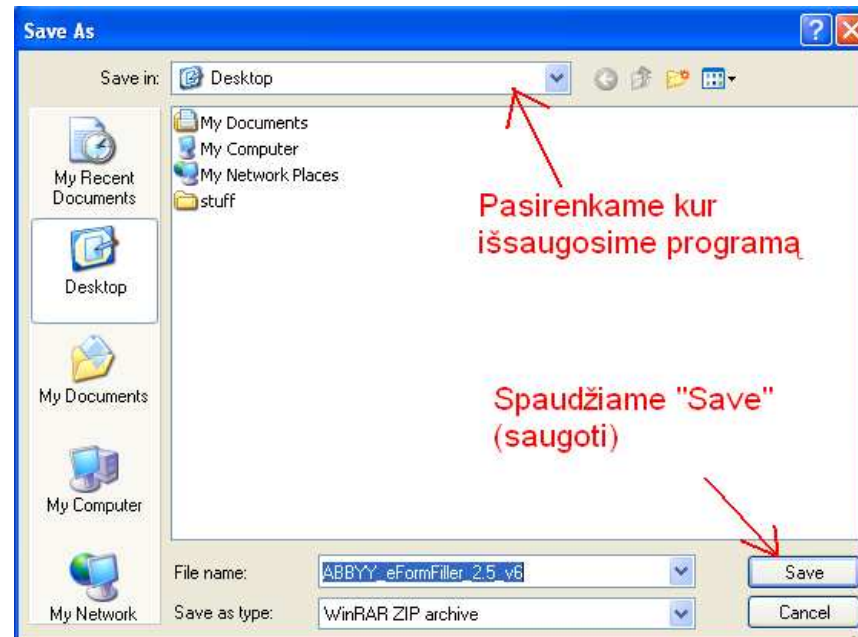 Save As
Save in:
Desktop
My Recent
Documents
Desktop
My Documents
My Computer
My Network
My Documents
My Computer
My Network Places
stuff
Pasirenkame kur
išsaugosime programą
Spaudžiame "Save"
(saugoti)
File name:
ABBYY_eFormFiller_2.5_v6
Save
Save as type:
WinRAR ZIP archive
Cancel